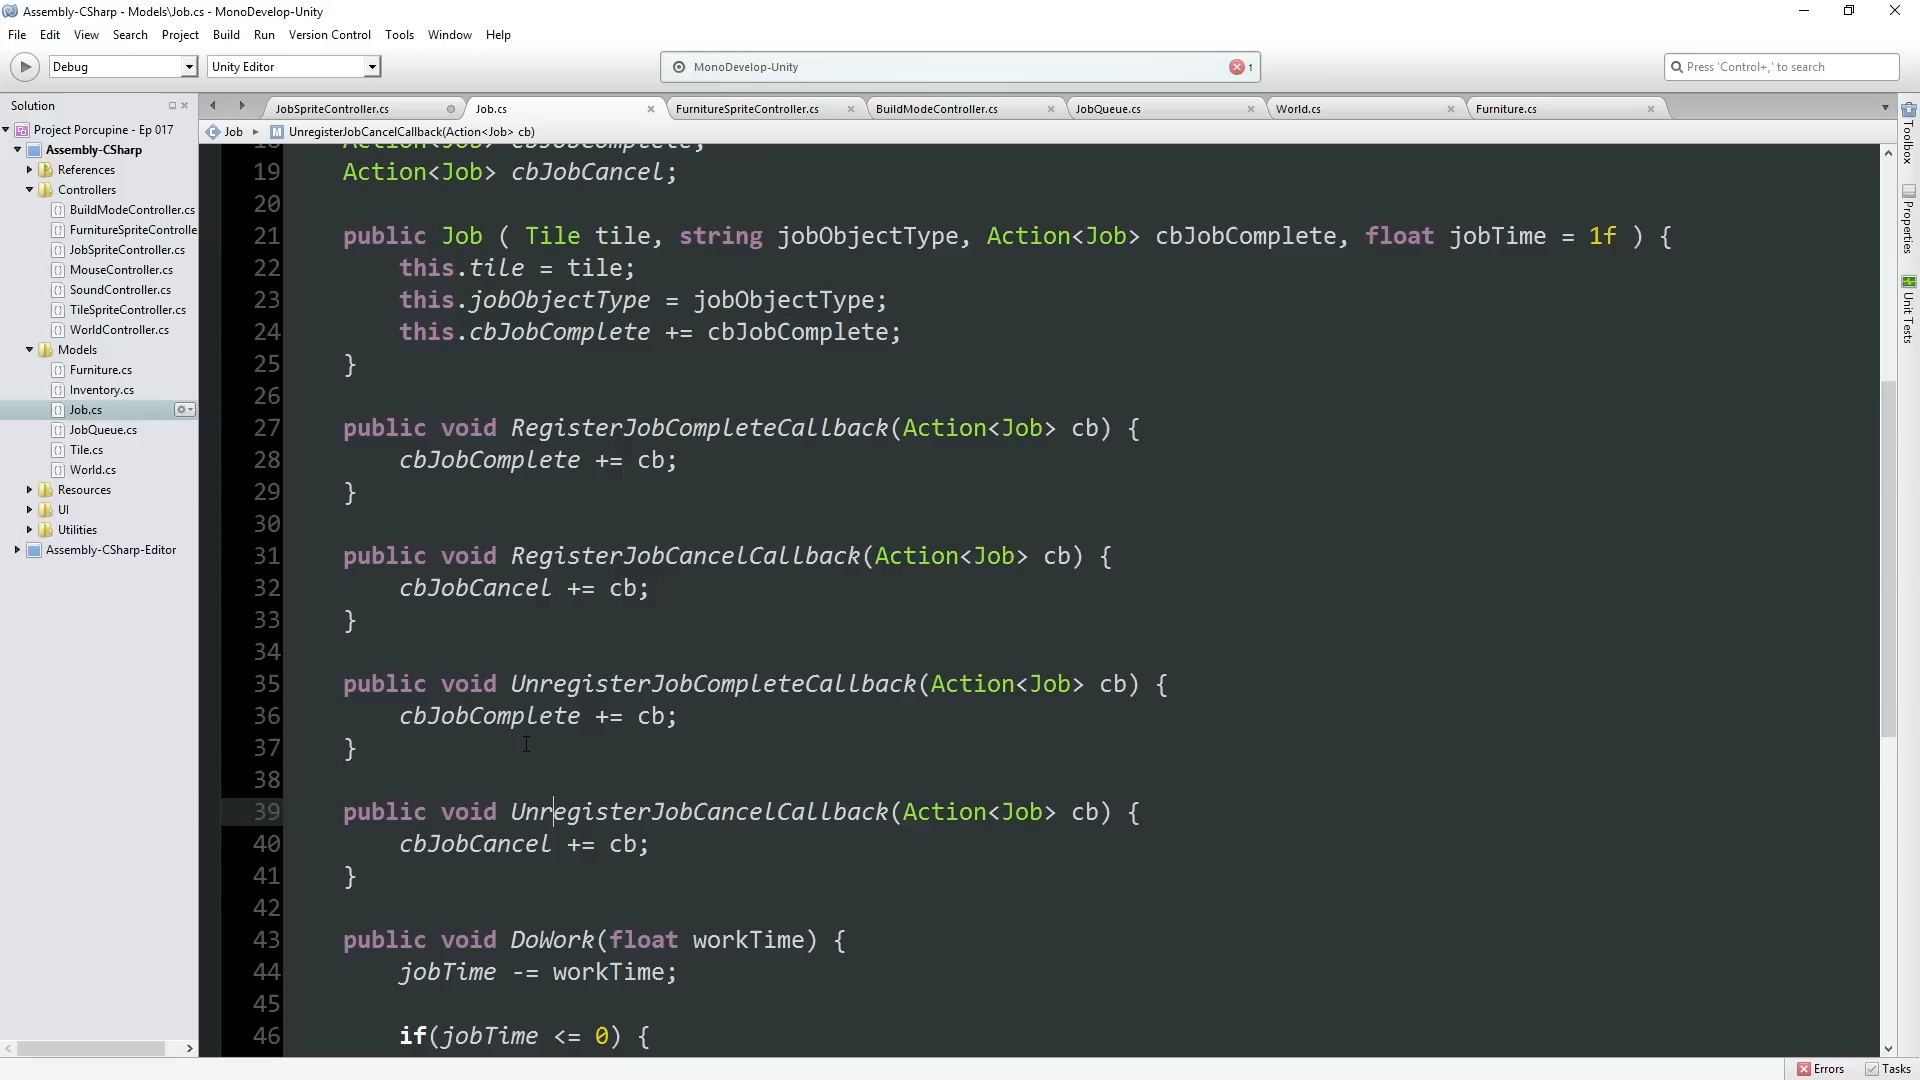 Assembly-CSharp - Models\Job.cs - MonoDevelop-Unity
File Edit View Search Project Build Run Version Control Tools Window Help
Debug Unity Editor MonoDevelop-Unity 1 Press 'Control+,' to search
Solution
JobSpriteController.cs Job.cs FurnitureSpriteController.cs BuildModeController.cs JobQueue.cs World.cs Furniture.cs
Job UnregisterJobCancelCallback(Action<Job> cb)
Project Porcupine - Ep 017
Assembly-CSharp
References
Controllers
BuildModeController.cs
FurnitureSpriteControlle
JobSpriteController.cs
MouseController.cs
SoundController.cs
TileSpriteController.cs
WorldController.cs
Models
Furniture.cs
Inventory.cs
Job.cs
JobQueue.cs
Tile.cs
World.cs
Resources
UI
Utilities
Assembly-CSharp-Editor
18 Action<Job> cbJobComplete;
19 Action<Job> cbJobCancel;
20
21 public Job ( Tile tile, string jobObjectType, Action<Job> cbJobComplete, float jobTime = 1f ) {
22 this.tile = tile;
23 this.jobObjectType = jobObjectType;
24 this.cbJobComplete += cbJobComplete;
25 }
26
27 public void RegisterJobCompleteCallback(Action<Job> cb) {
28 cbJobComplete += cb;
29 }
30
31 public void RegisterJobCancelCallback(Action<Job> cb) {
32 cbJobCancel += cb;
33 }
34
35 public void UnregisterJobCompleteCallback(Action<Job> cb) {
36 cbJobComplete += cb;
37 }
38
39 public void UnregisterJobCancelCallback(Action<Job> cb) {
40 cbJobCancel += cb;
41 }
42
43 public void DoWork(float workTime) {
44 jobTime -= workTime;
45
46 if(jobTime <= 0) {
Toolbox
Properties
Unit Tests
Errors Tasks